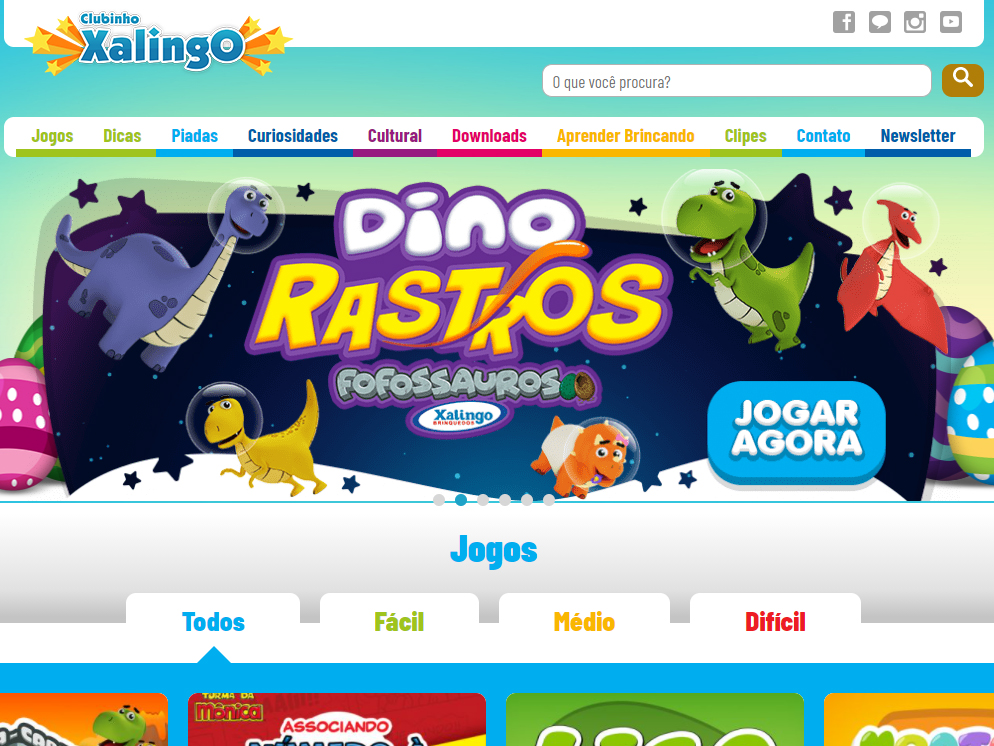 Clubinho
Xalingo
O que você procura?
Jogos Dicas Piadas Curiosidades Cultural Downloads Aprender Brincando Clipes Contato Newsletter
DINO
RASTROS
FOFOSSAUROS
Xalingo
BRINQUEDOS
JOGAR
AGORA
Jogos
Todos Fácil Médio Difícil
TURMA DA
Mônica
ASSOCIANDO
NÚMERO À